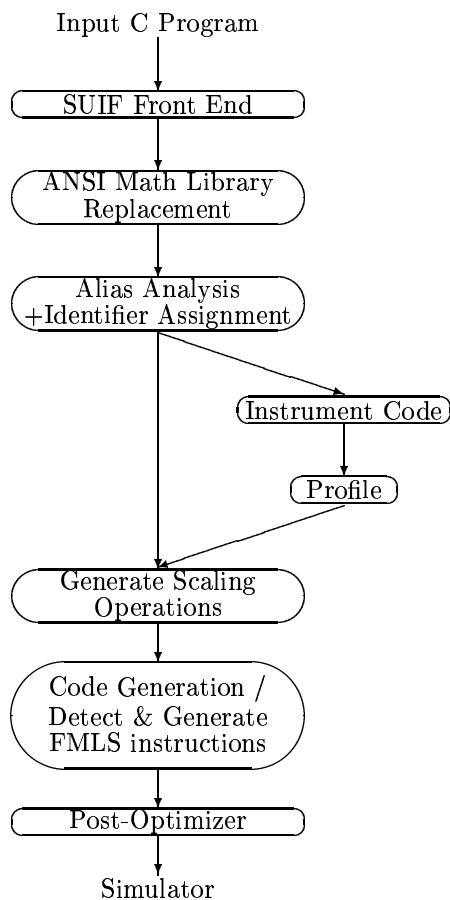 Input C Program
SUIF Front End
ANSI Math Library
Replacement
Alias Analysis
+Identifier Assignment
Instrument Code
Profile
Generate Scaling
Operations
Code Generation /
Detect & Generate
FMLS instructions
Post-Optimizer
Simulator